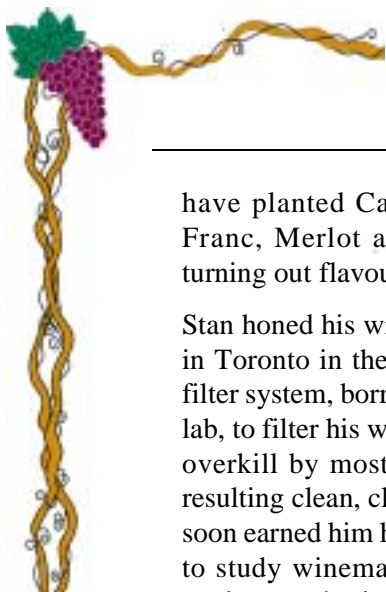 have planted Ca
Franc, Merlot a
turning out flavou
Stan honed his wi
in Toronto in the
filter system, borr
lab, to filter his w
overkill by most
resulting clean, cl
soon earned him h
to study winema